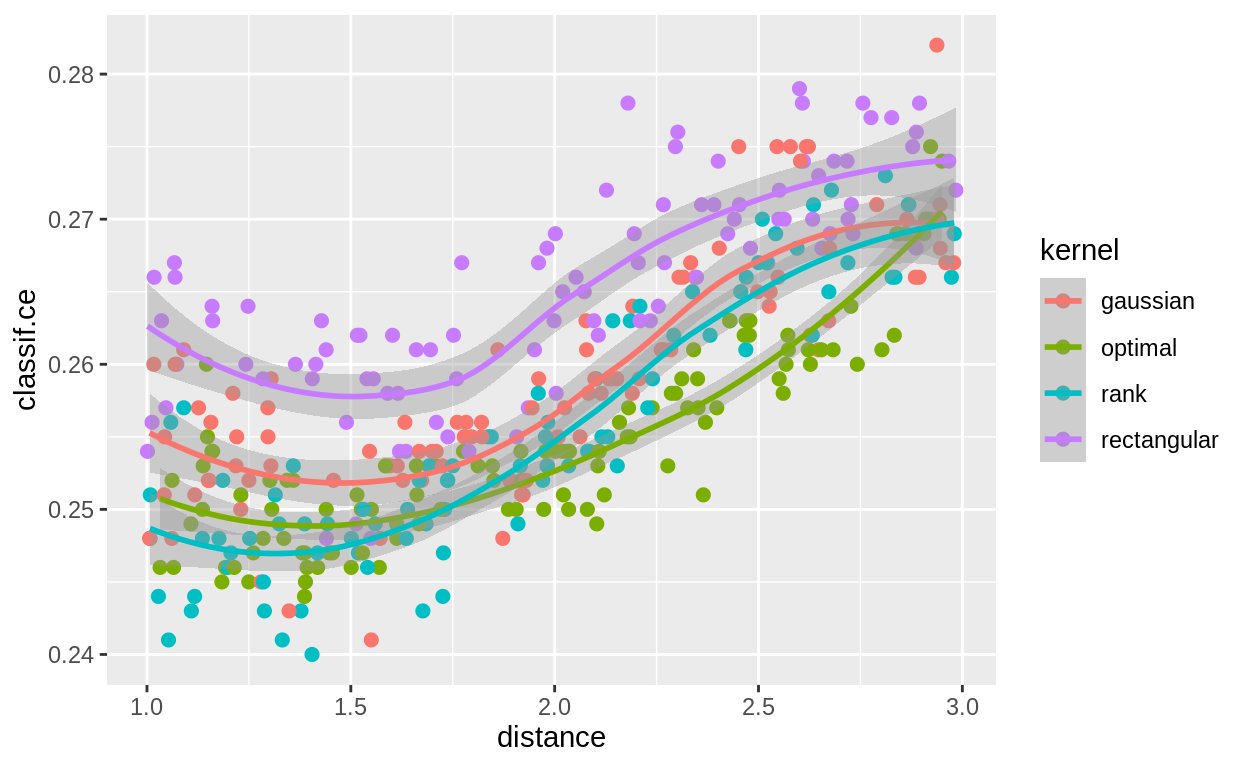 classif.ce
0.28
0.27
0.26
0.25
0.24
1.0 1.5 2.0 2.5 3.0
distance
kernel
gaussian
optimal
rank
rectangular